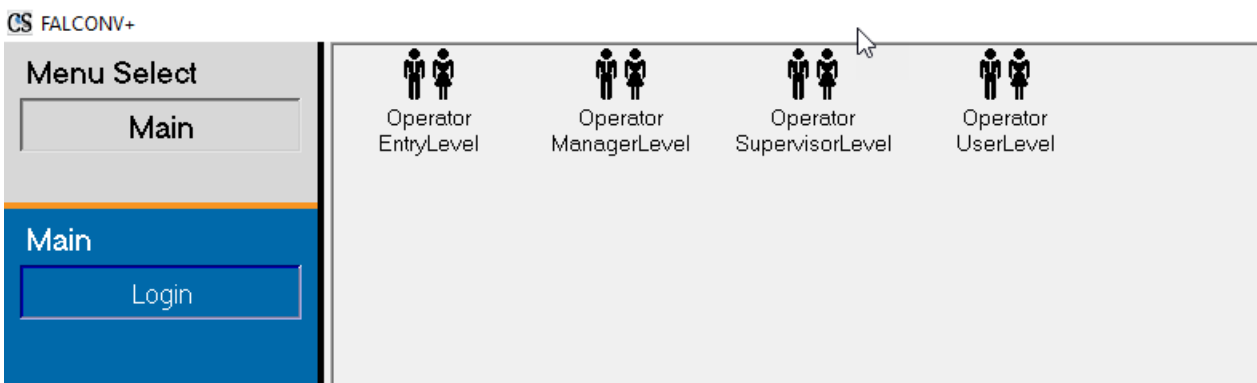 CS FALCONV+
Menu Select
Main
Main
Login
Operator
EntryLevel
Operator
ManagerLevel
Operator
SupervisorLevel
Operator
UserLevel